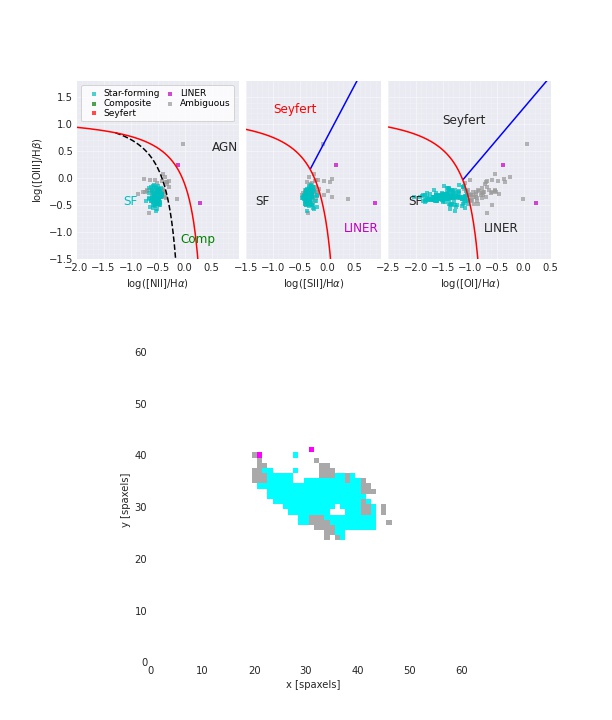 Star-forming
Composite
Seyfert
LINER
Ambiguous
AGN
SF
Comp
Seyfert
SF
LINER
Seyfert
SF
LINER
1.5
1.0
0.5
0.0
−0.5
−1.0
−1.5
log([OIII]/Hβ)
−2.0 −1.5 −1.0 −0.5 0.0 0.5
−1.5 −1.0 −0.5 0.0 0.5
−2.5 −2.0 −1.5 −1.0 −0.5 0.0 0.5
log([NII]/Hα)
log([SII]/Hα)
log([OI]/Hα)
60
50
40
30
20
10
0
y [spaxels]
0 10 20 30 40 50 60
x [spaxels]